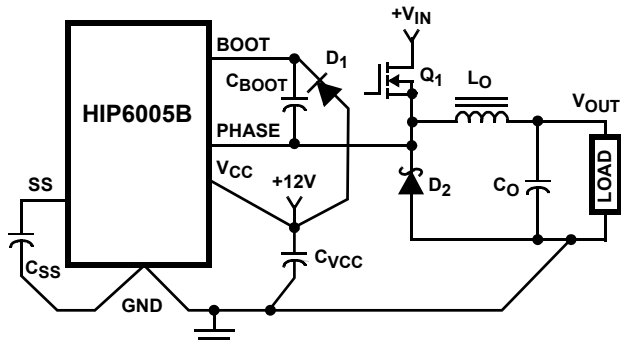 +VIN
BOOT
D1
Q1
CBOOT
LO
HIP6005B
VOUT
PHASE
VCC
+12V
SS
D2
CO
LOAD
CSS
CVCC
GND